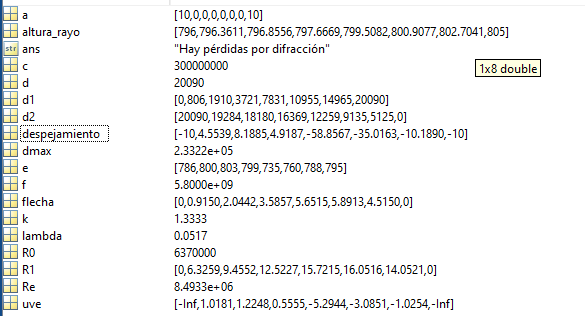 a [10,0,0,0,0,0,0,10]
altura_rayo [796,796.3611,796.8556,797.6669,799.5082,800.9077,802.7041,805]
str ans "Hay pérdidas por difracción"
c 300000000
1x8 double
d 20090
d1 [0,806,1910,3721,7831,10955,14965,20090]
d2 [20090,19284,18180,16369,12259,9135,5125,0]
despejamiento [-10,4.5539,8.1885,4.9187,-58.8567,-35.0163,-10.1890,-10]
dmax 2.3322e+05
e [786,800,803,799,735,760,788,795]
f 5.8000e+09
flecha [0,0.9150,2.0442,3.5857,5.6515,5.8913,4.5150,0]
k 1.3333
lambda 0.0517
R0 6370000
R1 [0,6.3259,9.4552,12.5227,15.7215,16.0516,14.0521,0]
Re 8.4933e+06
uve [-Inf,1.0181,1.2248,0.5555,-5.2944,-3.0851,-1.0254,-Inf]